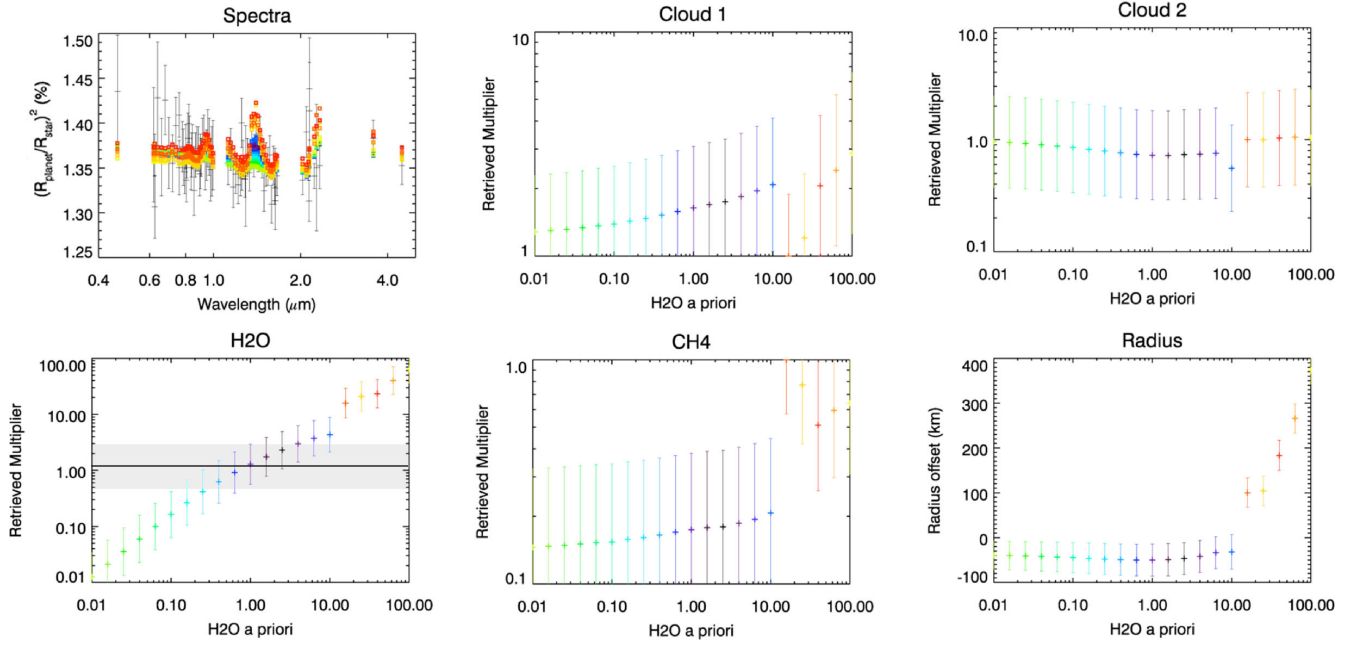 Spectra
1.50
1.45
1.40
1.35
1.30
1.25
(R_planet/R_star)^2 (%)
0.4 0.6 0.8 1.0 2.0 4.0
Wavelength (μm)
Cloud 1
10
1
Retrieved Multiplier
0.01 0.10 1.00 10.00 100.00
H2O a priori
Cloud 2
10.0
1.0
0.1
Retrieved Multiplier
0.01 0.10 1.00 10.00 100.00
H2O a priori
H2O
100.00
10.00
1.00
0.10
0.01
Retrieved Multiplier
0.01 0.10 1.00 10.00 100.00
H2O a priori
CH4
1.0
0.1
Retrieved Multiplier
0.01 0.10 1.00 10.00 100.00
H2O a priori
Radius
400
300
200
100
0
-100
Radius offset (km)
0.01 0.10 1.00 10.00 100.00
H2O a priori